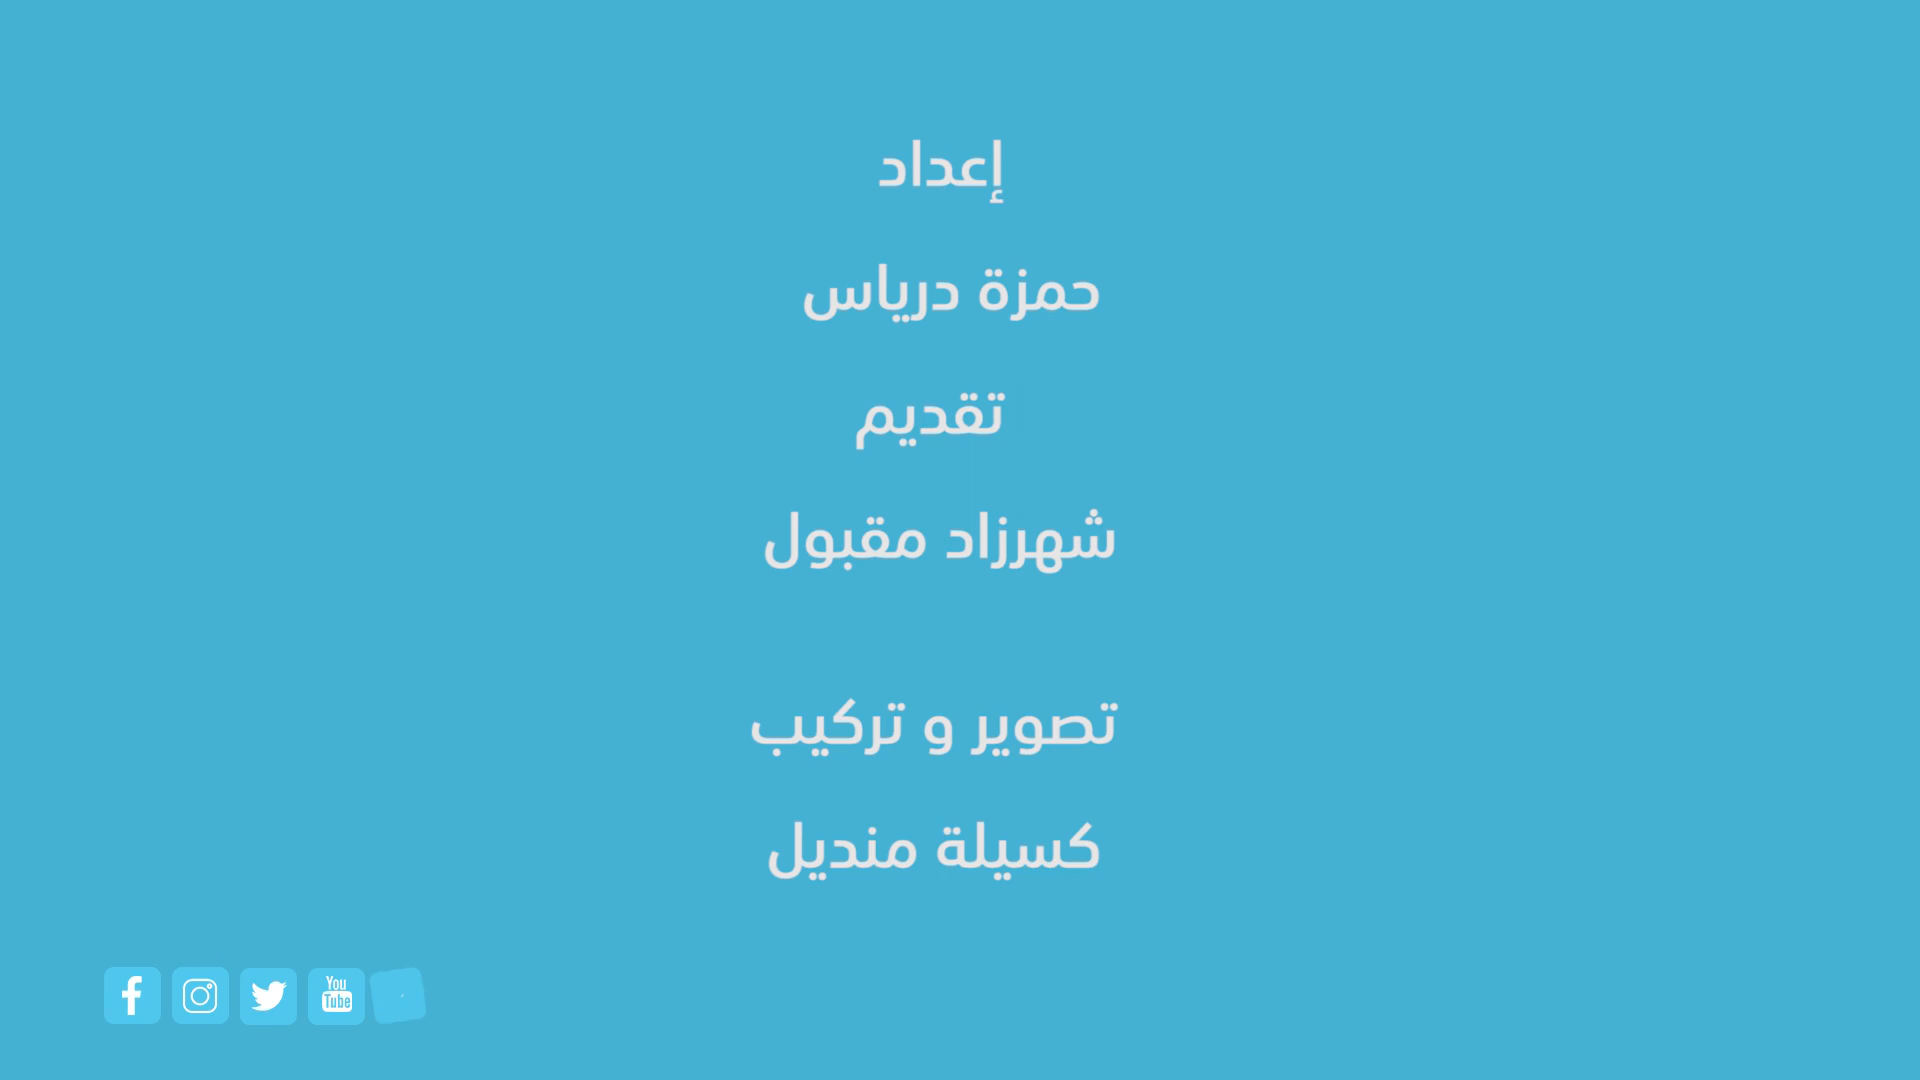 إعداد
حمزة درياس
تقديم
شهرزاد مقبول
تصوير و تركيب
كسيلة منديل
You
Tube